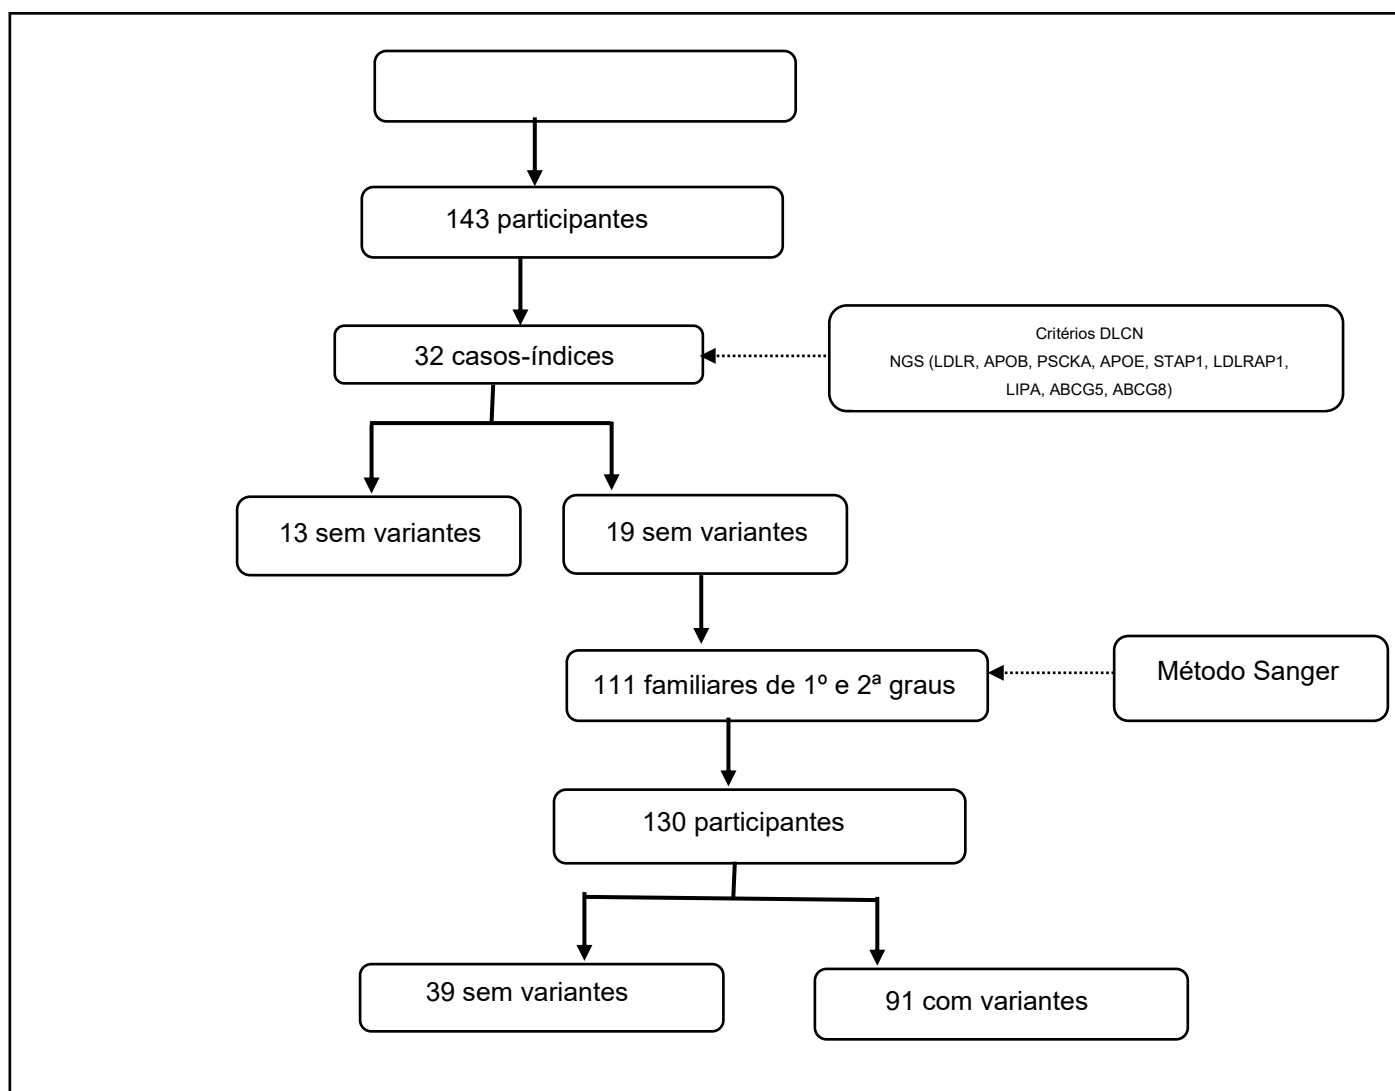 143 participantes
32 casos-índices
Critérios DLCN
NGS (LDLR, APOB, PSCKA, APOE, STAP1, LDLRAP1,
LIPA, ABCG5, ABCG8)
13 sem variantes
19 sem variantes
111 familiares de 1º e 2ª graus
Método Sanger
130 participantes
39 sem variantes
91 com variantes